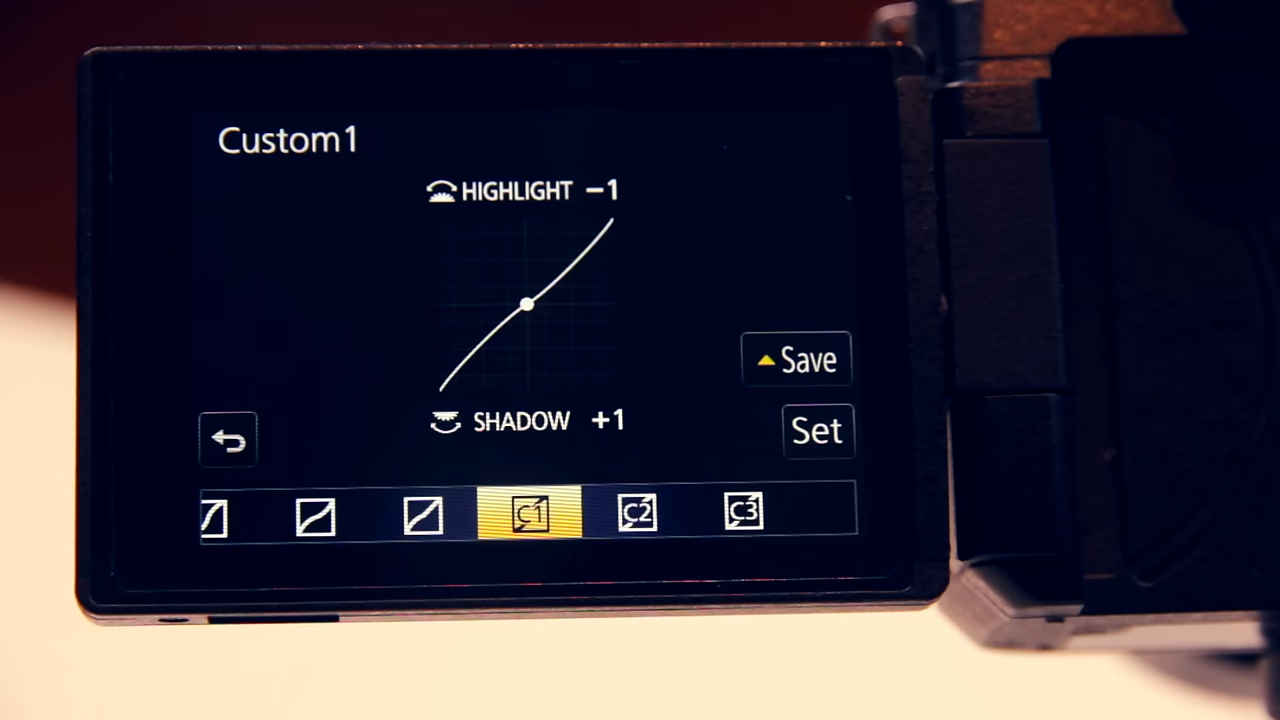 Custom1
HIGHLIGHT −1
Save
SHADOW +1
Set
C1 C2 C3